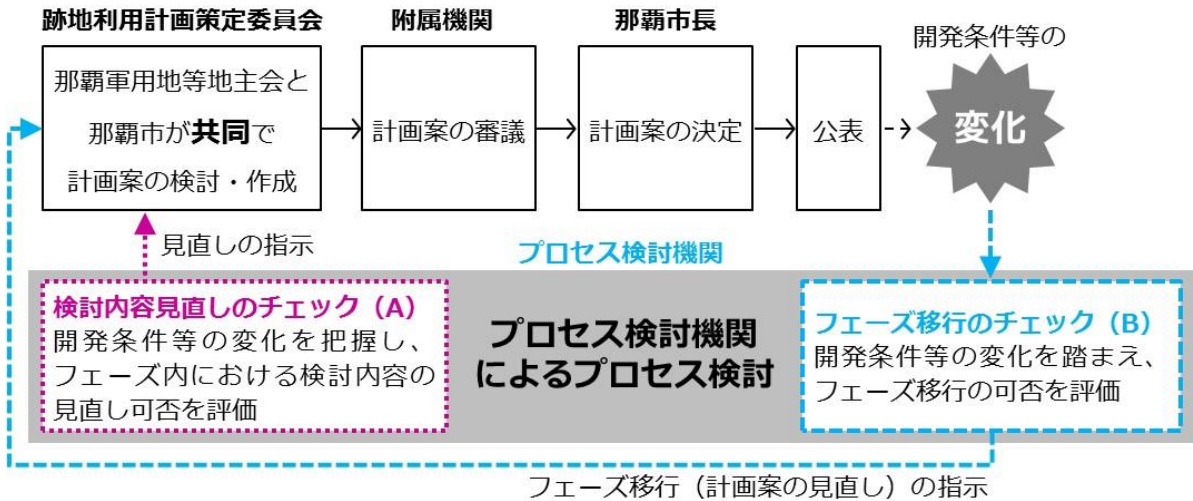 跡地利用計画策定委員会
附属機関
那覇市長
開発条件等の
那覇軍用地等地主会と
那覇市が共同で
計画案の検討・作成
計画案の審議
計画案の決定
公表
変化
見直しの指示
プロセス検討機関
検討内容見直しのチェック（A）
開発条件等の変化を把握し、
フェーズ内における検討内容の
見直し可否を評価
プロセス検討機関
によるプロセス検討
フェーズ移行のチェック（B）
開発条件等の変化を踏まえ、
フェーズ移行の可否を評価
フェーズ移行（計画案の見直し）の指示